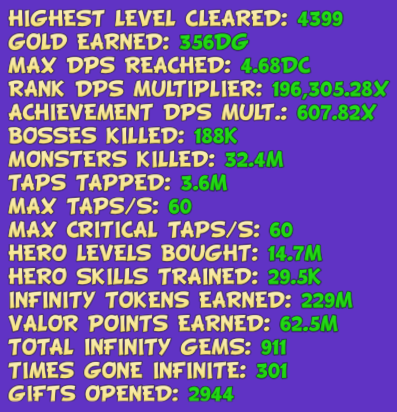 HIGHEST LEVEL CLEARED: 4399
GOLD EARNED: 356DG
MAX DPS REACHED: 4.68DC
RANK DPS MULTIPLIER: 196,305.28X
ACHIEVEMENT DPS MULT.: 607.82X
BOSSES KILLED: 188K
MONSTERS KILLED: 32.4M
TAPS TAPPED: 3.6M
MAX TAPS/S: 60
MAX CRITICAL TAPS/S: 60
HERO LEVELS BOUGHT: 14.7M
HERO SKILLS TRAINED: 29.5K
INFINITY TOKENS EARNED: 229M
VALOR POINTS EARNED: 62.5M
TOTAL INFINITY GEMS: 911
TIMES GONE INFINITE: 301
GIFTS OPENED: 2944